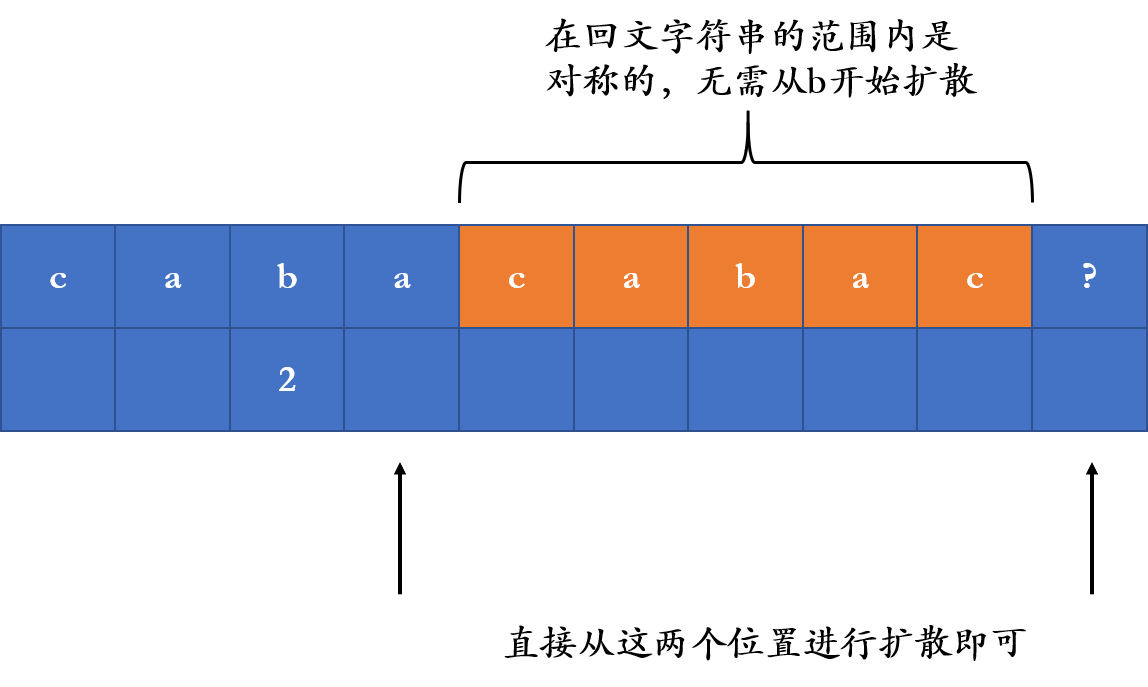 在回文字符串的范围内是
对称的，无需从b开始扩散
c a b a c a b a c ?
2
直接从这两个位置进行扩散即可